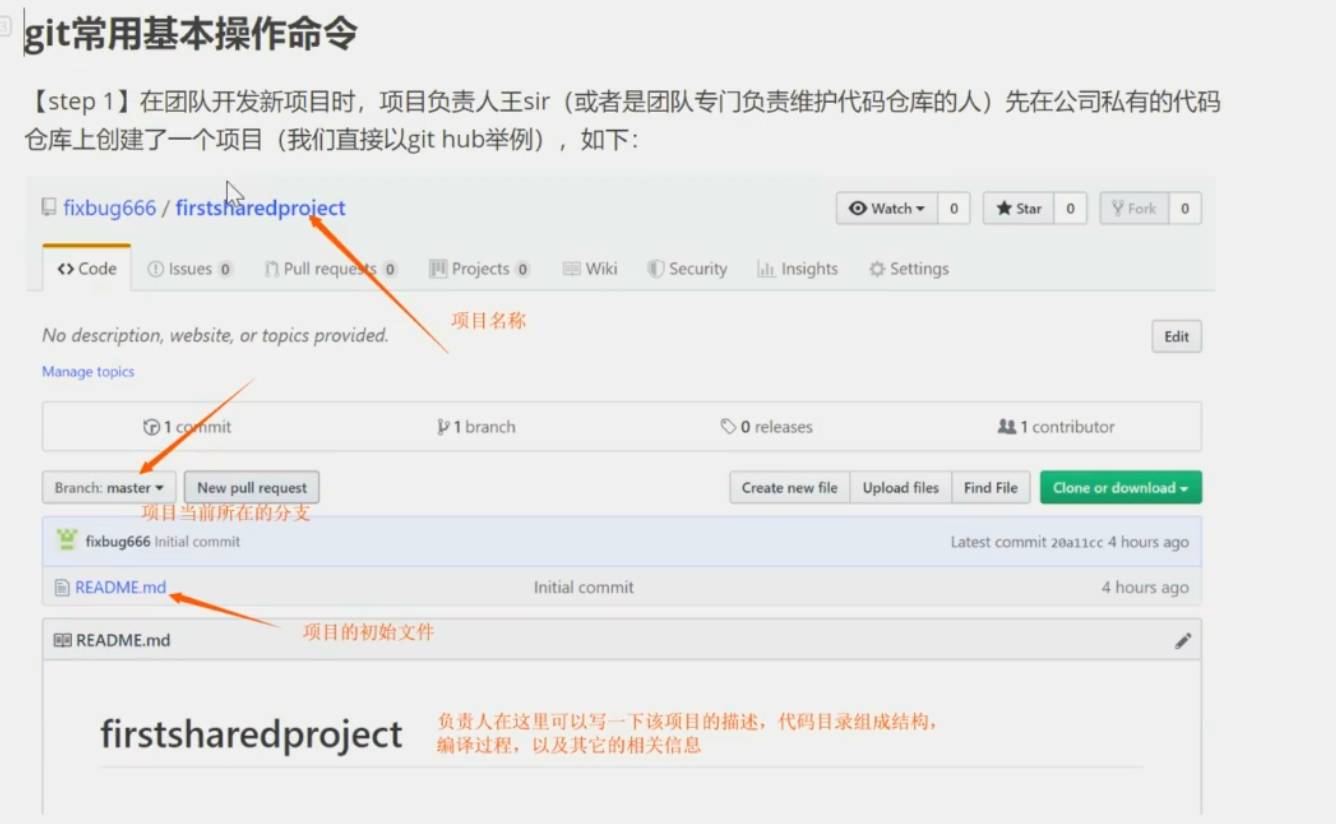 git常用基本操作命令
【step 1】在团队开发新项目时，项目负责人王sir（或者是团队专门负责维护代码仓库的人）先在公司私有的代码
仓库上创建了一个项目（我们直接以git hub举例），如下：
fixbug666 / firstsharedproject
Watch 0 Star 0 Fork 0
Code Issues 0 Pull requests 0 Projects 0 Wiki Security Insights Settings
项目名称
No description, website, or topics provided.
Edit
Manage topics
1 commit 1 branch 0 releases 1 contributor
Branch: master New pull request Create new file Upload files Find File Clone or download
项目当前所在的分支
fixbug666 Initial commit Latest commit 20a11cc 4 hours ago
README.md Initial commit 4 hours ago
项目的初始文件
README.md
firstsharedproject
负责人在这里可以写一下该项目的描述，代码目录组成结构，
编译过程，以及其它的相关信息